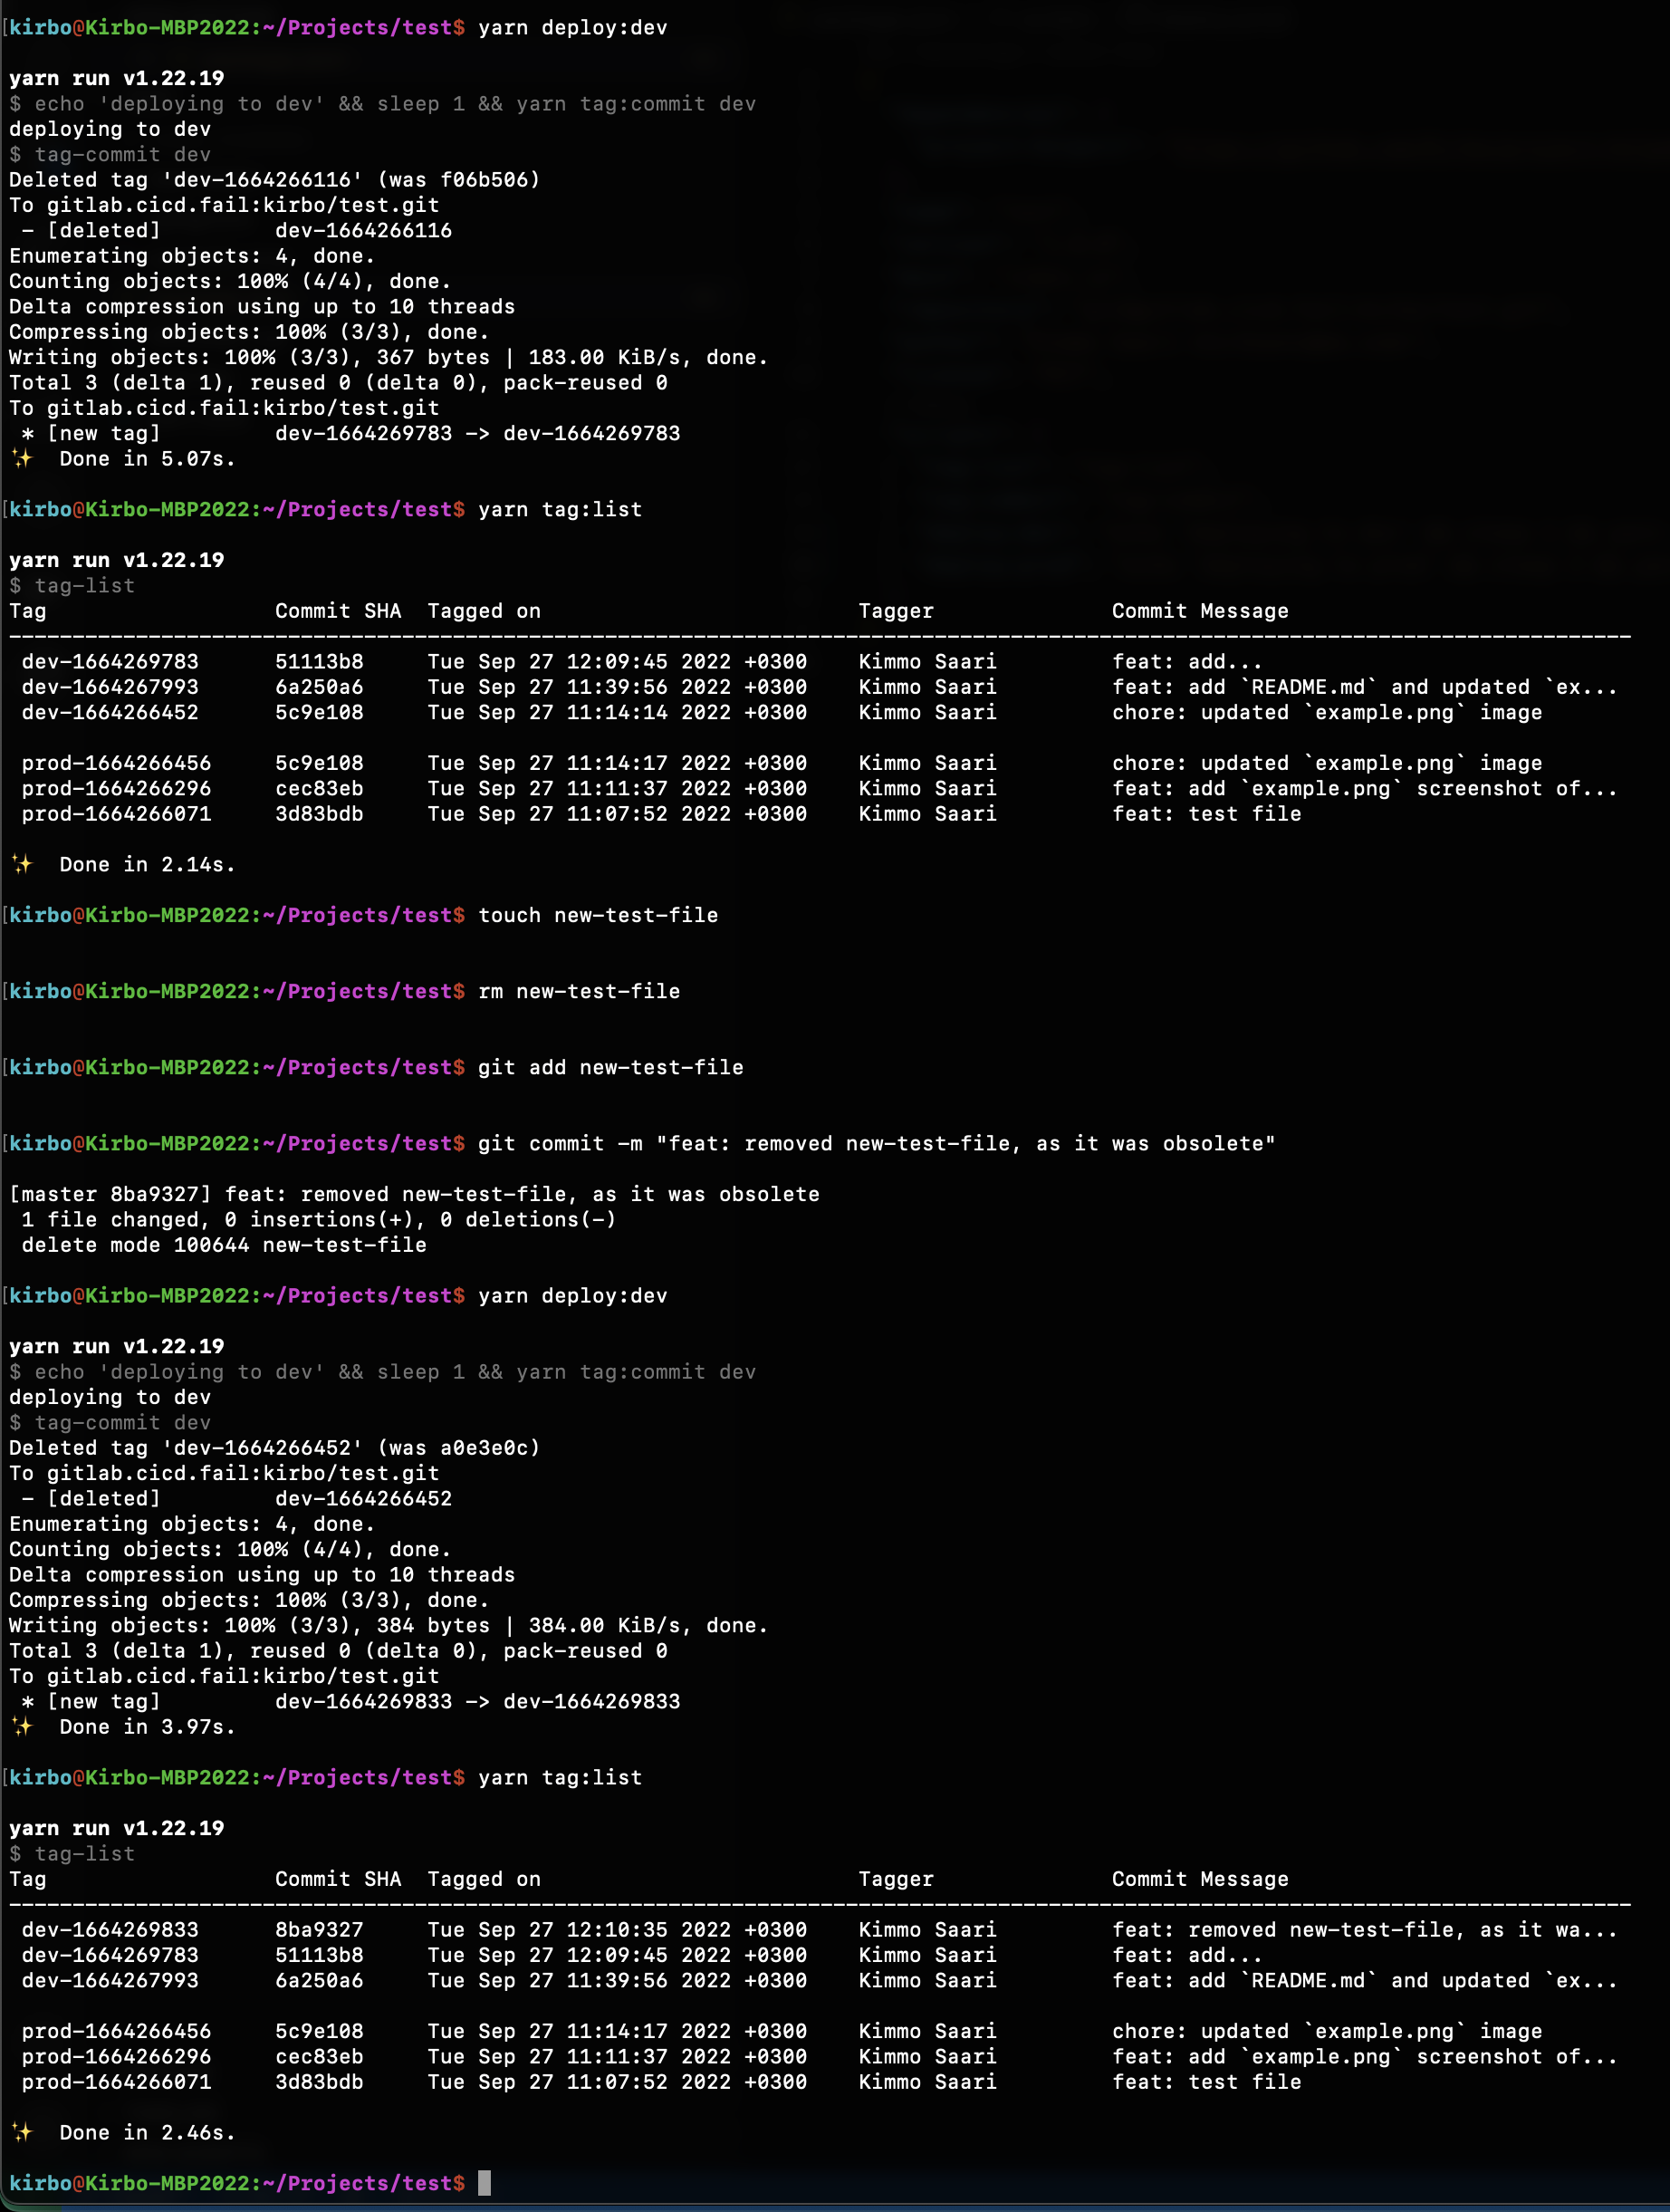 [kirbo@Kirbo-MBP2022:~/Projects/test$ yarn deploy:dev
yarn run v1.22.19
$ echo 'deploying to dev' && sleep 1 && yarn tag:commit dev
deploying to dev
$ tag-commit dev
Deleted tag 'dev-1664266116' (was f06b506)
To gitlab.cicd.fail:kirbo/test.git
 - [deleted]         dev-1664266116
Enumerating objects: 4, done.
Counting objects: 100% (4/4), done.
Delta compression using up to 10 threads
Compressing objects: 100% (3/3), done.
Writing objects: 100% (3/3), 367 bytes | 183.00 KiB/s, done.
Total 3 (delta 1), reused 0 (delta 0), pack-reused 0
To gitlab.cicd.fail:kirbo/test.git
 * [new tag]         dev-1664269783 -> dev-1664269783
✨  Done in 5.07s.
[kirbo@Kirbo-MBP2022:~/Projects/test$ yarn tag:list
yarn run v1.22.19
$ tag-list
Tag                  Commit SHA  Tagged on                         Tagger              Commit Message
--------------------------------------------------------------------------------------------------------------------------------
 dev-1664269783      51113b8     Tue Sep 27 12:09:45 2022 +0300    Kimmo Saari         feat: add...
 dev-1664267993      6a250a6     Tue Sep 27 11:39:56 2022 +0300    Kimmo Saari         feat: add `README.md` and updated `ex...
 dev-1664266452      5c9e108     Tue Sep 27 11:14:14 2022 +0300    Kimmo Saari         chore: updated `example.png` image
 prod-1664266456     5c9e108     Tue Sep 27 11:14:17 2022 +0300    Kimmo Saari         chore: updated `example.png` image
 prod-1664266296     cec83eb     Tue Sep 27 11:11:37 2022 +0300    Kimmo Saari         feat: add `example.png` screenshot of...
 prod-1664266071     3d83bdb     Tue Sep 27 11:07:52 2022 +0300    Kimmo Saari         feat: test file
✨  Done in 2.14s.
[kirbo@Kirbo-MBP2022:~/Projects/test$ touch new-test-file
[kirbo@Kirbo-MBP2022:~/Projects/test$ rm new-test-file
[kirbo@Kirbo-MBP2022:~/Projects/test$ git add new-test-file
[kirbo@Kirbo-MBP2022:~/Projects/test$ git commit -m "feat: removed new-test-file, as it was obsolete"
[master 8ba9327] feat: removed new-test-file, as it was obsolete
 1 file changed, 0 insertions(+), 0 deletions(-)
 delete mode 100644 new-test-file
[kirbo@Kirbo-MBP2022:~/Projects/test$ yarn deploy:dev
yarn run v1.22.19
$ echo 'deploying to dev' && sleep 1 && yarn tag:commit dev
deploying to dev
$ tag-commit dev
Deleted tag 'dev-1664266452' (was a0e3e0c)
To gitlab.cicd.fail:kirbo/test.git
 - [deleted]         dev-1664266452
Enumerating objects: 4, done.
Counting objects: 100% (4/4), done.
Delta compression using up to 10 threads
Compressing objects: 100% (3/3), done.
Writing objects: 100% (3/3), 384 bytes | 384.00 KiB/s, done.
Total 3 (delta 1), reused 0 (delta 0), pack-reused 0
To gitlab.cicd.fail:kirbo/test.git
 * [new tag]         dev-1664269833 -> dev-1664269833
✨  Done in 3.97s.
[kirbo@Kirbo-MBP2022:~/Projects/test$ yarn tag:list
yarn run v1.22.19
$ tag-list
Tag                  Commit SHA  Tagged on                         Tagger              Commit Message
--------------------------------------------------------------------------------------------------------------------------------
 dev-1664269833      8ba9327     Tue Sep 27 12:10:35 2022 +0300    Kimmo Saari         feat: removed new-test-file, as it wa...
 dev-1664269783      51113b8     Tue Sep 27 12:09:45 2022 +0300    Kimmo Saari         feat: add...
 dev-1664267993      6a250a6     Tue Sep 27 11:39:56 2022 +0300    Kimmo Saari         feat: add `README.md` and updated `ex...
 prod-1664266456     5c9e108     Tue Sep 27 11:14:17 2022 +0300    Kimmo Saari         chore: updated `example.png` image
 prod-1664266296     cec83eb     Tue Sep 27 11:11:37 2022 +0300    Kimmo Saari         feat: add `example.png` screenshot of...
 prod-1664266071     3d83bdb     Tue Sep 27 11:07:52 2022 +0300    Kimmo Saari         feat: test file
✨  Done in 2.46s.
kirbo@Kirbo-MBP2022:~/Projects/test$